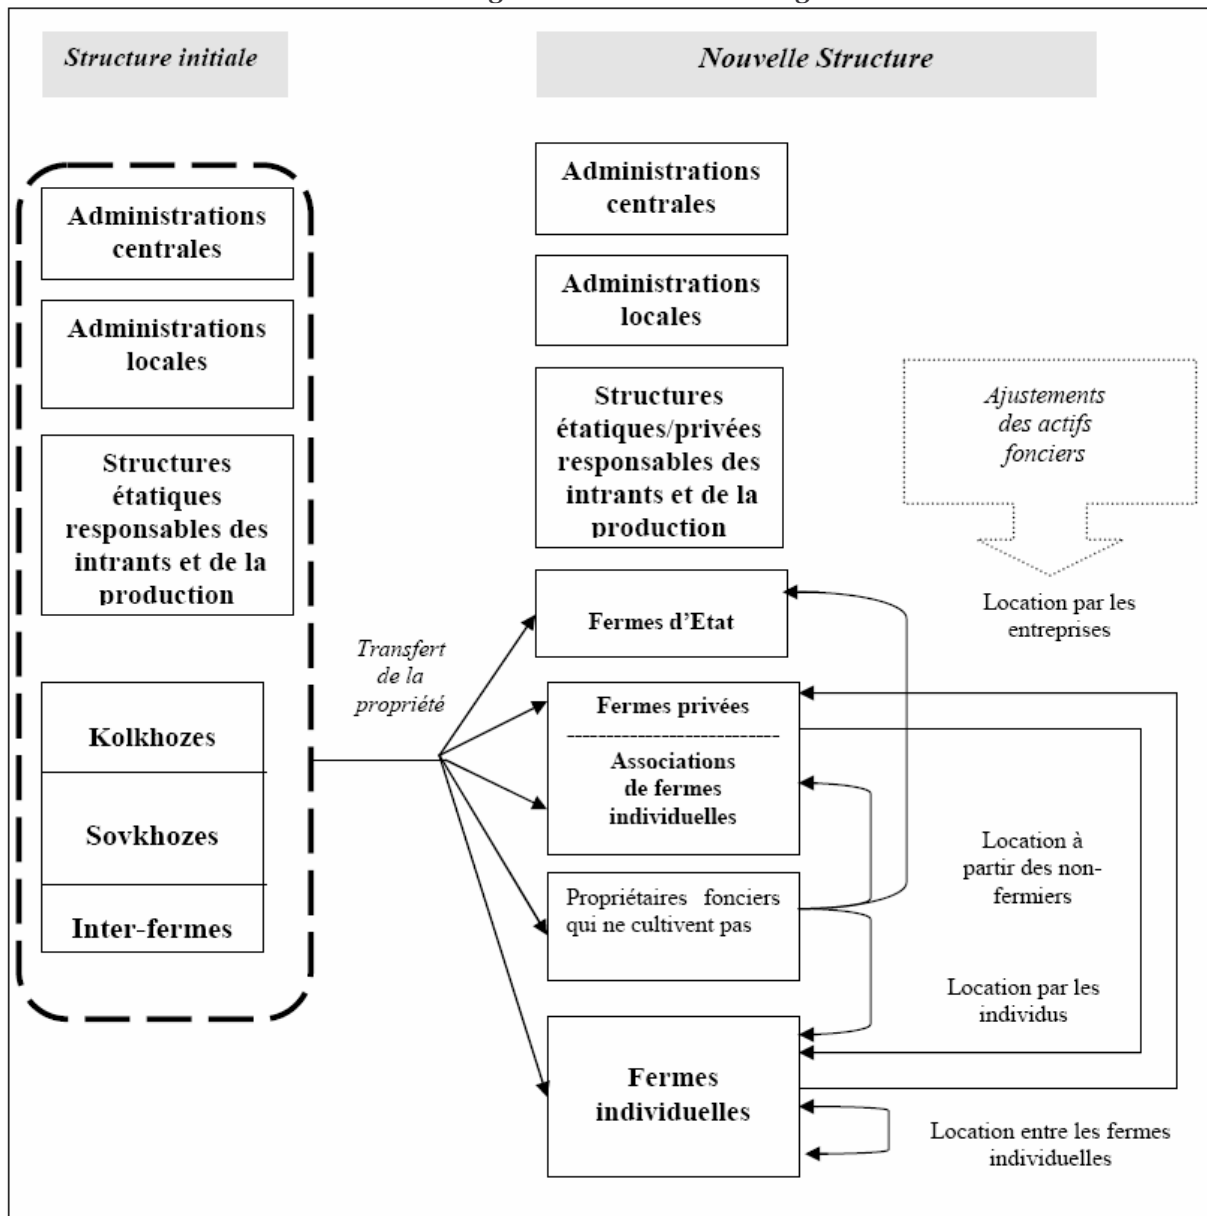 Structure initiale
Nouvelle Structure
Administrations
centrales
Administrations
locales
Structures
étatiques
responsables des
intrants et de la
production
Kolkhozes
Sovkhozes
Inter-fermes
Transfert
de la
propriété
Administrations
centrales
Administrations
locales
Structures
étatiques/privées
responsables des
intrants et de la
production
Fermes d'Etat
Fermes privées
----------------------------
Associations
de fermes
individuelles
Propriétaires fonciers
qui ne cultivent pas
Fermes
individuelles
Ajustements
des actifs
fonciers
Location par les
entreprises
Location à
partir des non-
fermiers
Location par les
individus
Location entre les fermes
individuelles